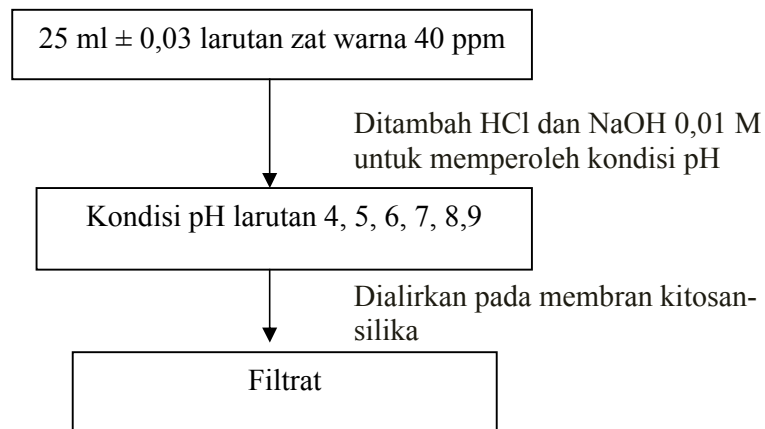 25 ml ± 0,03 larutan zat warna 40 ppm
Ditambah HCl dan NaOH 0,01 M
untuk memperoleh kondisi pH
Kondisi pH larutan 4, 5, 6, 7, 8,9
Dialirkan pada membran kitosan-
silika
Filtrat